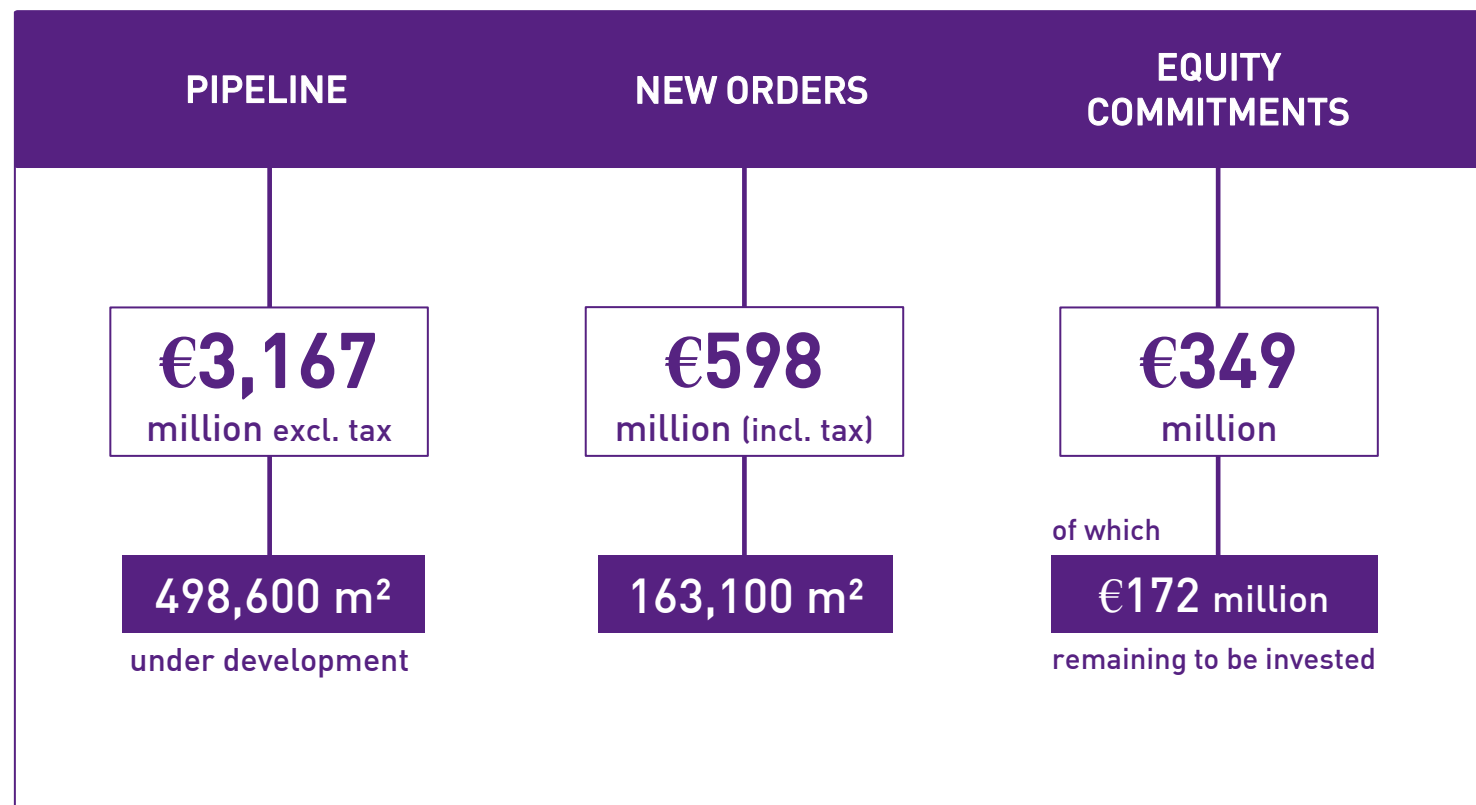 PIPELINE
€3,167
million excl. tax
498,600 m²
under development
NEW ORDERS
€598
million (incl. tax)
163,100 m²
EQUITY
COMMITMENTS
€349
million
of which
€172 million
remaining to be invested